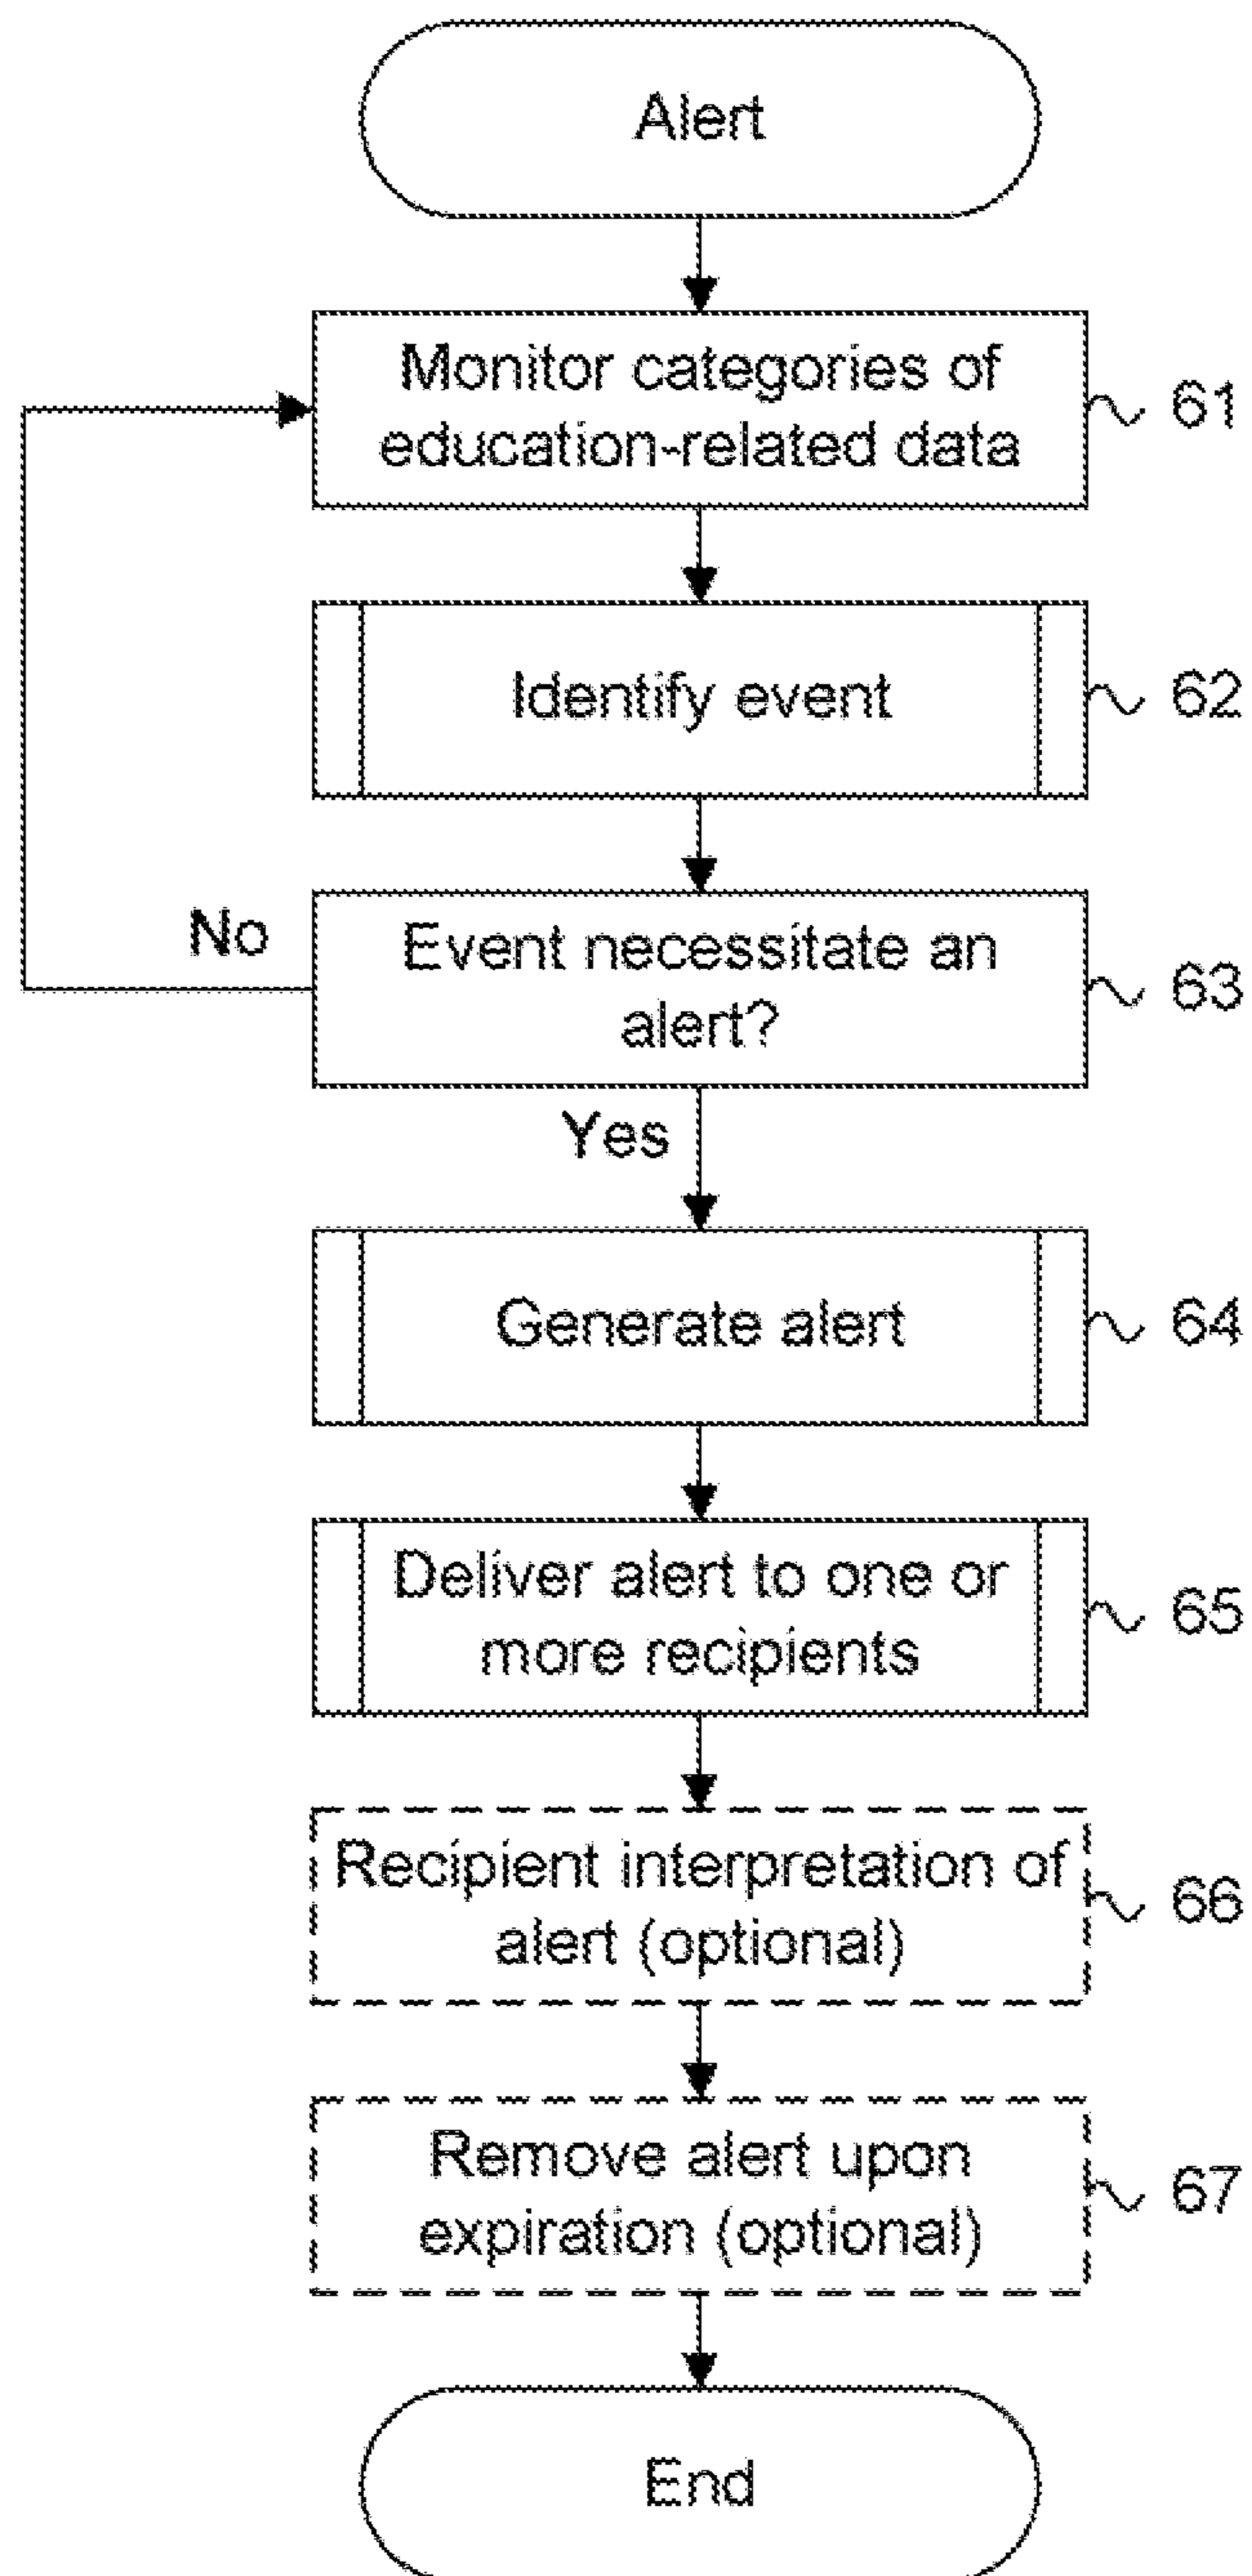 Alert
Monitor categories of
education-related data
61
Identify event
62
No
Event necessitate an
alert?
63
Yes
Generate alert
64
Deliver alert to one or
more recipients
65
Recipient interpretation of
alert (optional)
66
Remove alert upon
expiration (optional)
67
End